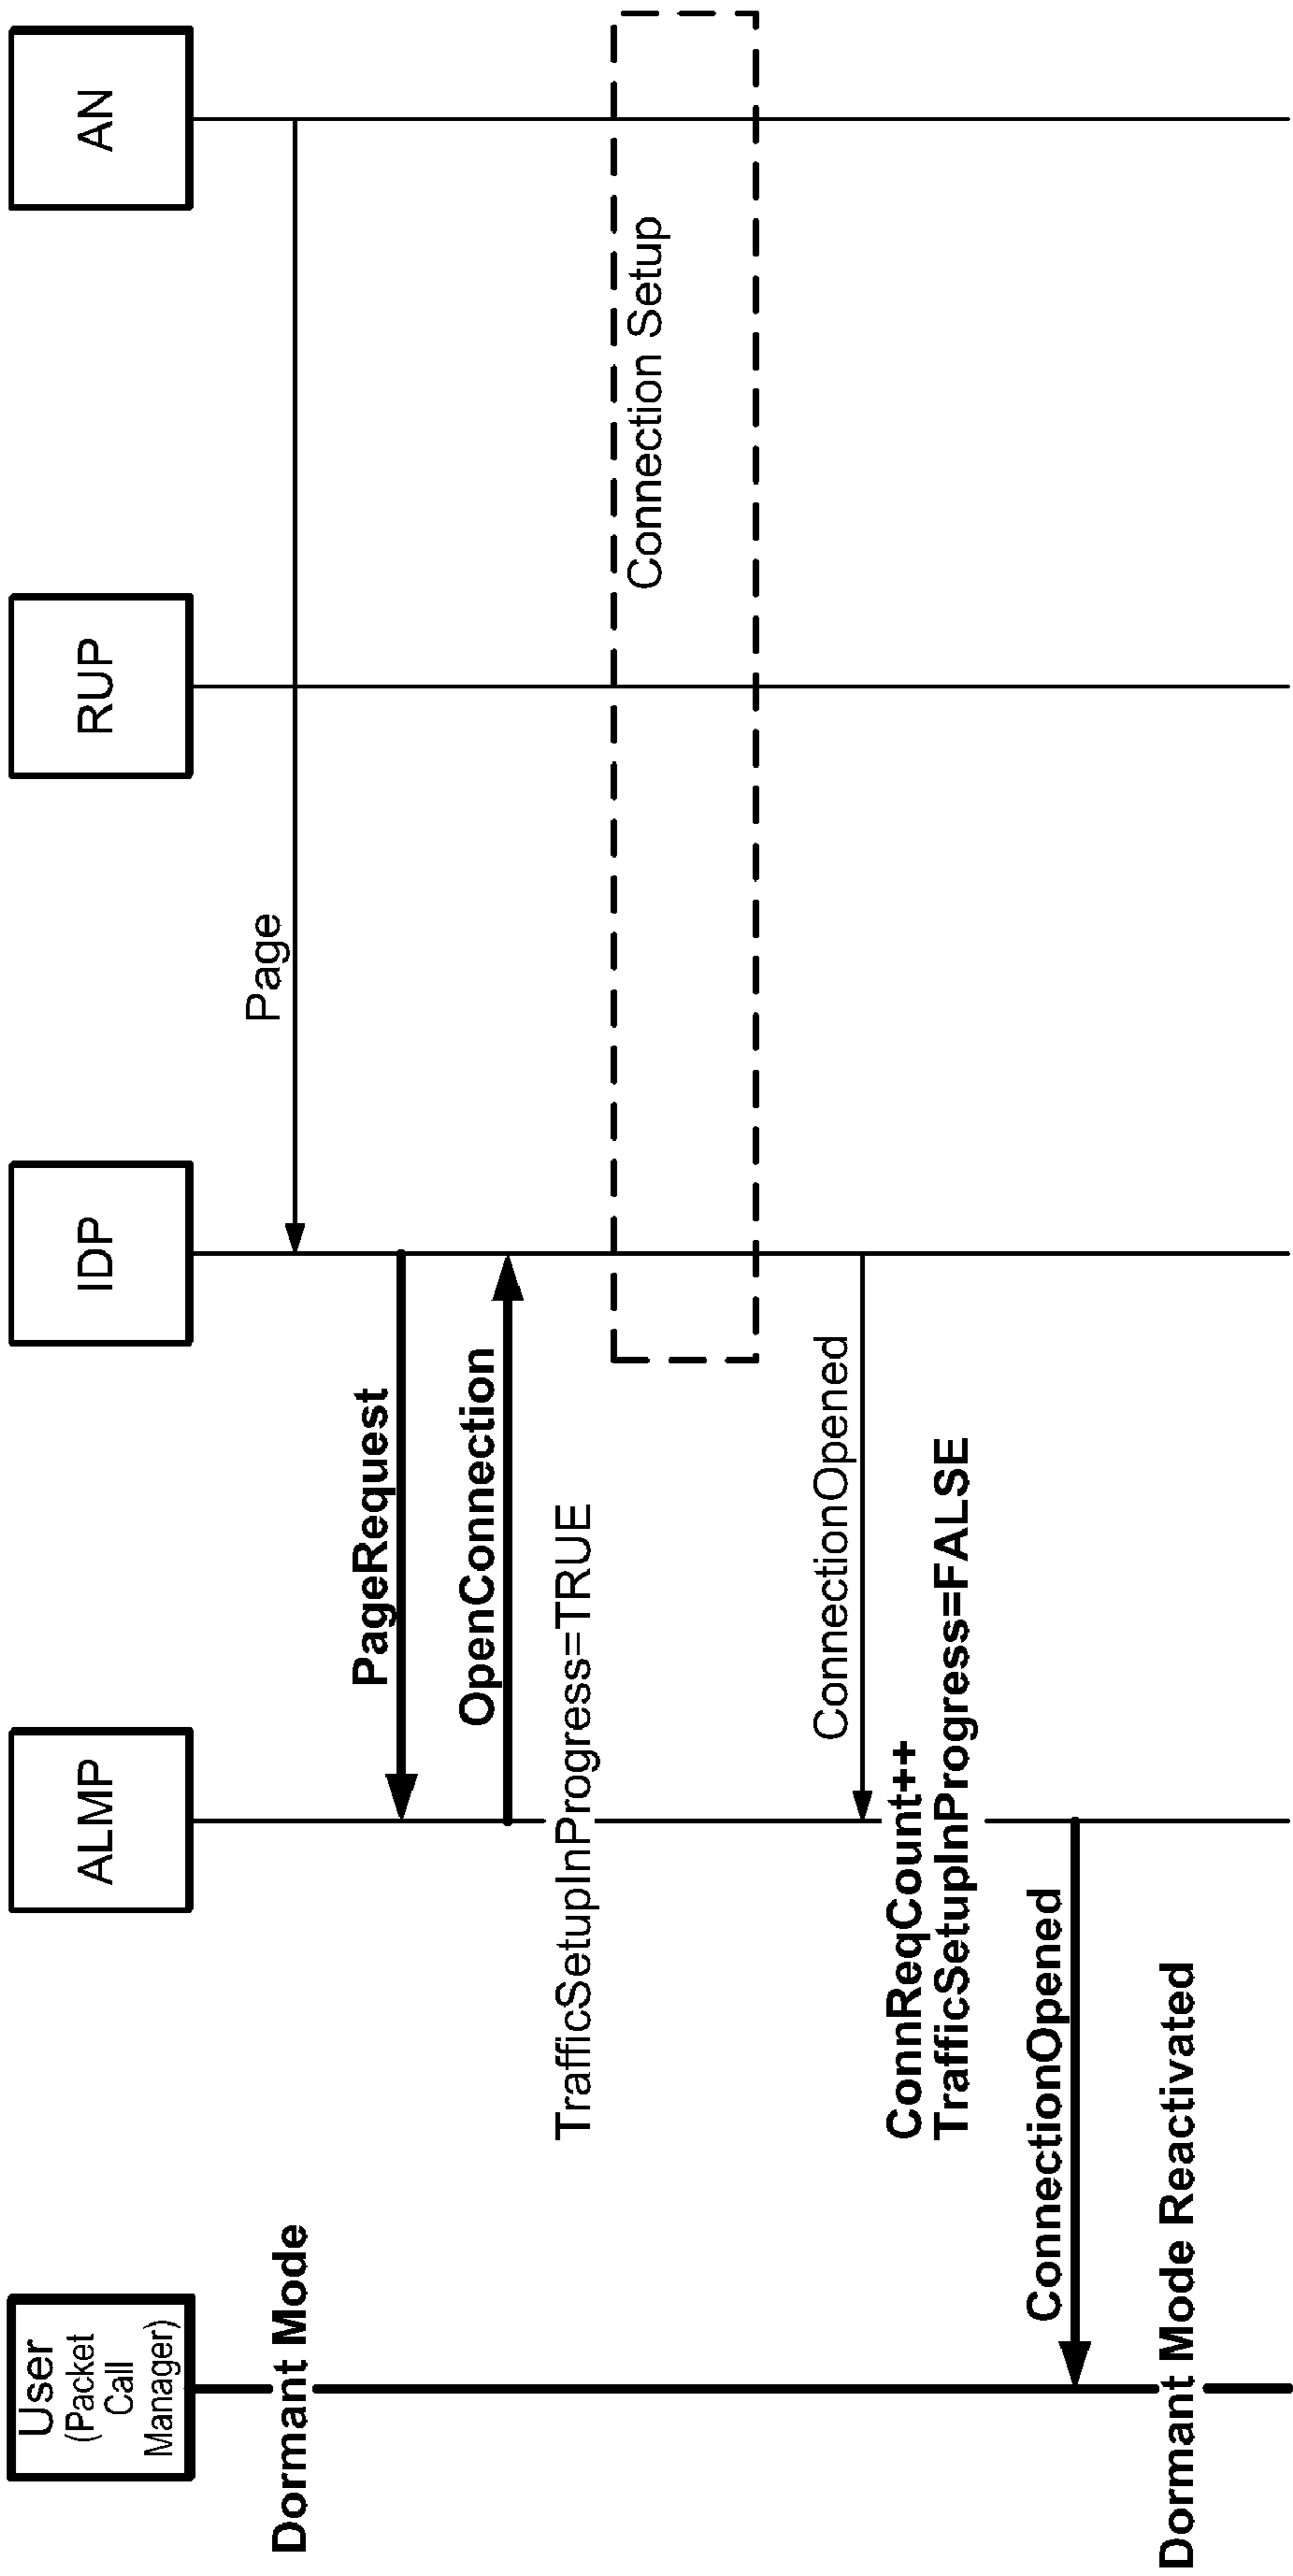 User
(Packet
Call
Manager)
ALMP
IDP
RUP
AN
Dormant Mode
Page
PageRequest
OpenConnection
TrafficSetupInProgress=TRUE
Connection Setup
ConnectionOpened
ConnReqCount++
TrafficSetupInProgress=FALSE
ConnectionOpened
Dormant Mode Reactivated